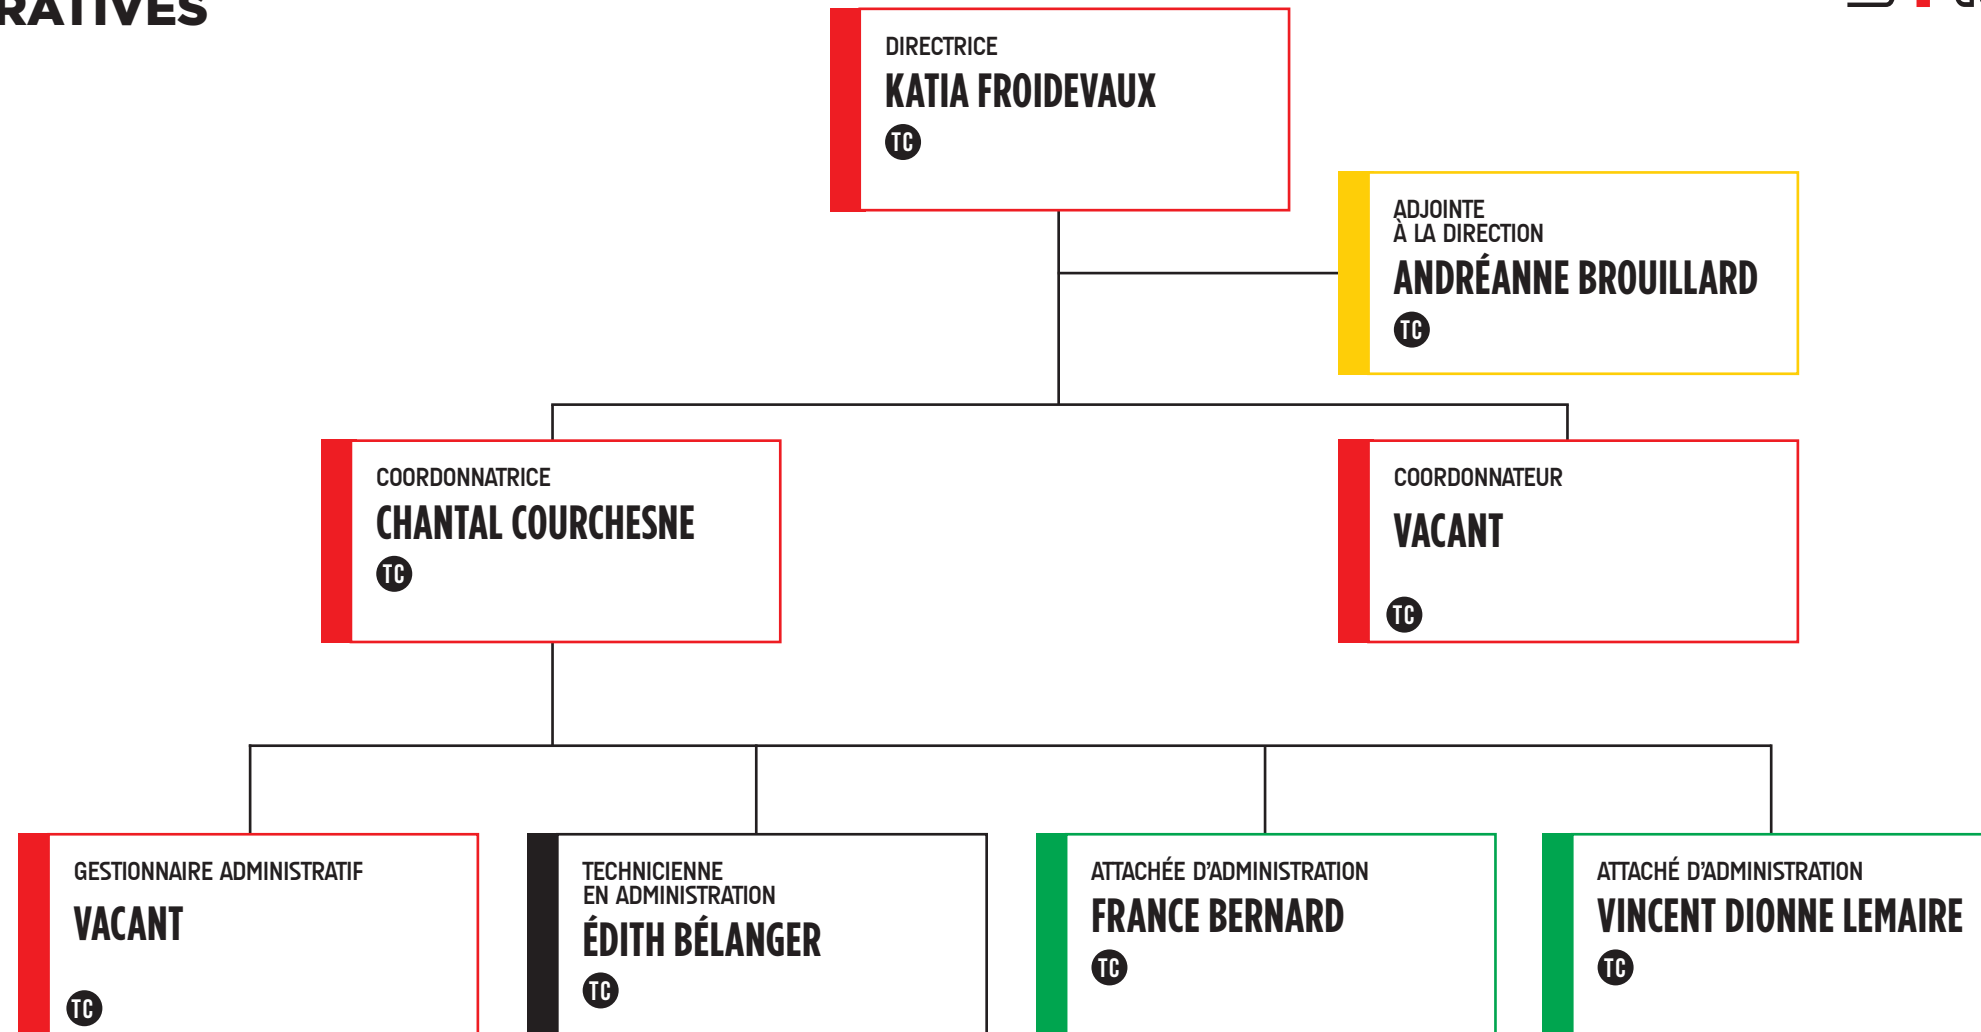 RATIVES
DIRECTRICE
KATIA FROIDEVAUX
TC
ADJOINTE
À LA DIRECTION
ANDRÉANNE BROUILLARD
TC
COORDONNATRICE
CHANTAL COURCHESNE
TC
COORDONNATEUR
VACANT
TC
GESTIONNAIRE ADMINISTRATIF
VACANT
TC
TECHNICIENNE
EN ADMINISTRATION
ÉDITH BÉLANGER
TC
ATTACHÉE D’ADMINISTRATION
FRANCE BERNARD
TC
ATTACHÉ D’ADMINISTRATION
VINCENT DIONNE LEMAIRE
TC